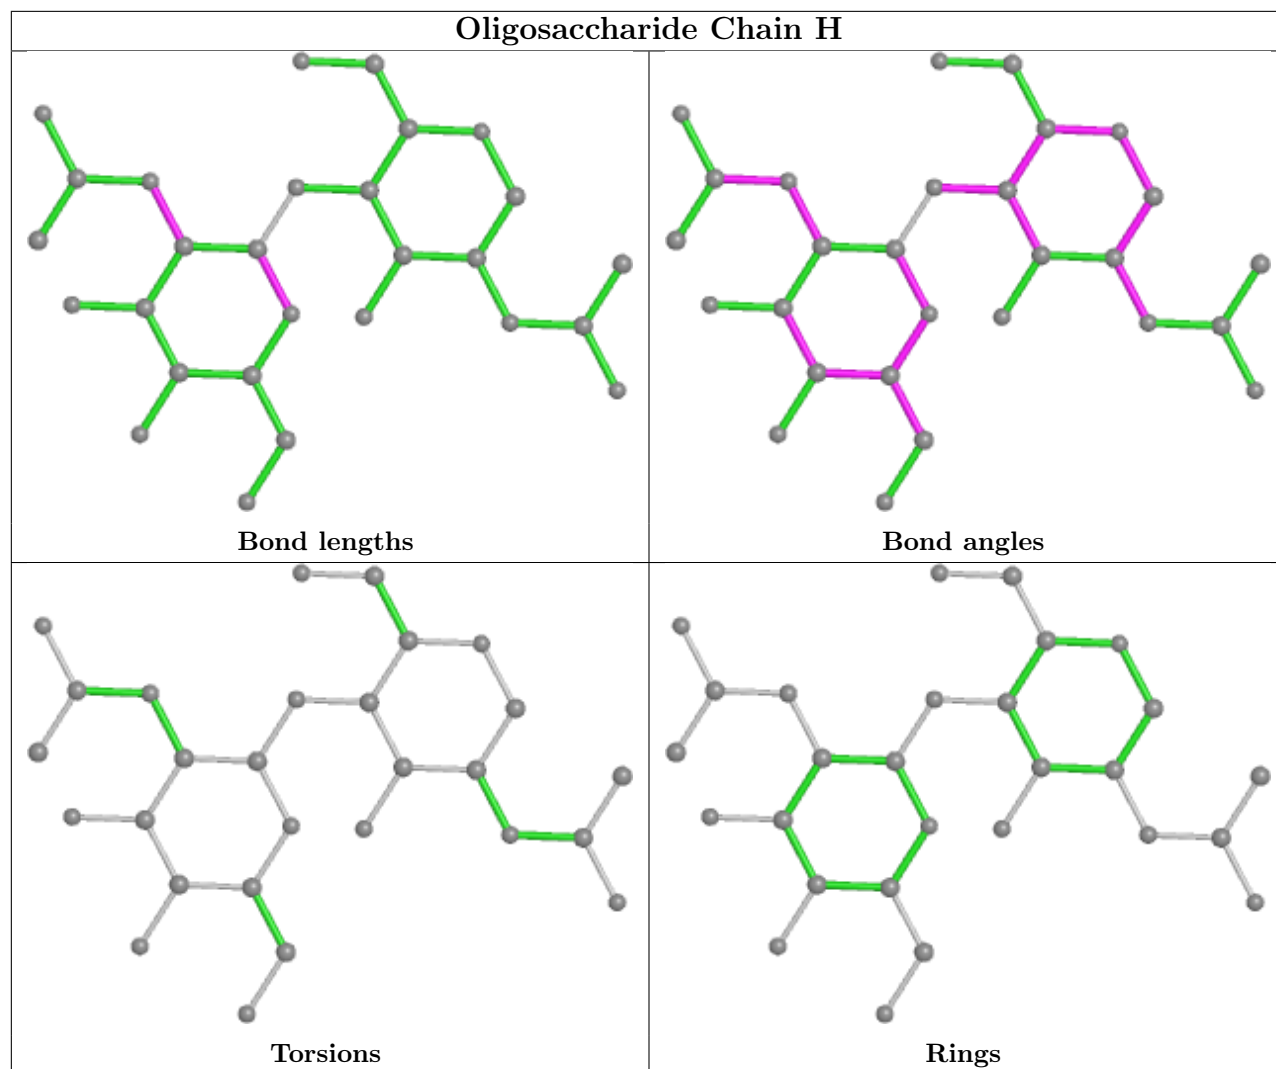 Oligosaccharide Chain H
Bond lengths
Bond angles
Torsions
Rings